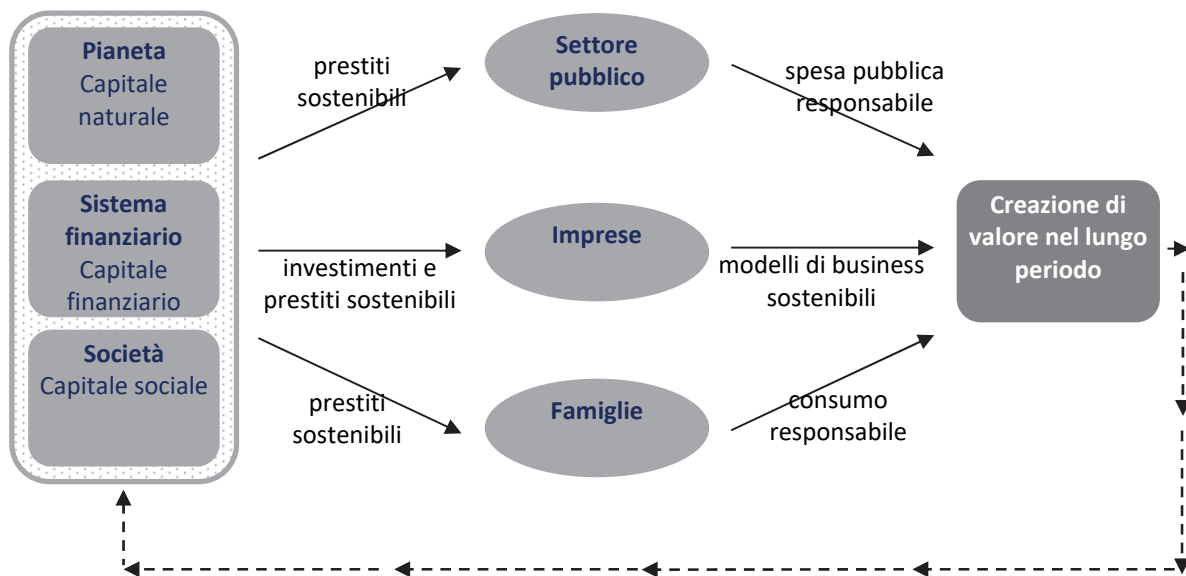 Pianeta
Capitale
naturale
Sistema
finanziario
Capitale
finanziario
Società
Capitale sociale
prestiti
sostenibili
investimenti e
prestiti sostenibili
prestiti
sostenibili
Settore
pubblico
Imprese
Famiglie
spesa pubblica
responsabile
modelli di business
sostenibili
consumo
responsabile
Creazione di
valore nel lungo
periodo